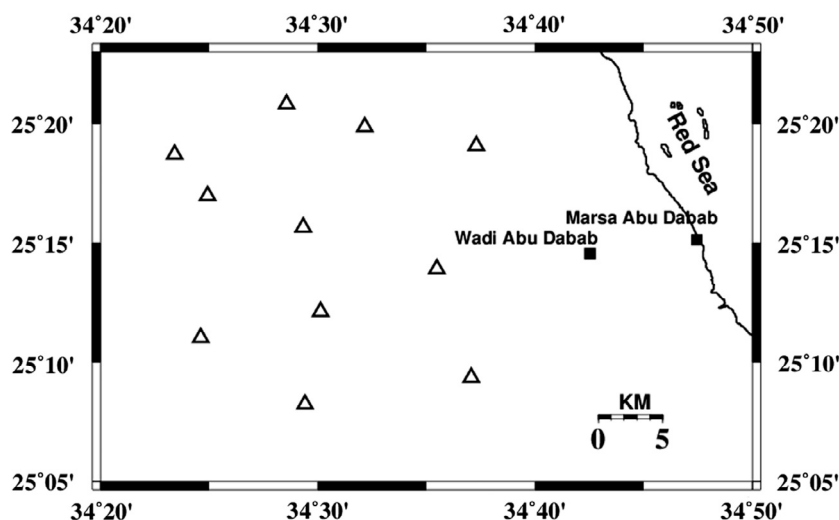 34°20' 34°30' 34°40' 34°50'
25°20' 25°20'
Red Sea
Marsa Abu Dabab
25°15' 25°15'
Wadi Abu Dabab
25°10' 25°10'
KM
0 5
25°05' 25°05'
34°20' 34°30' 34°40' 34°50'